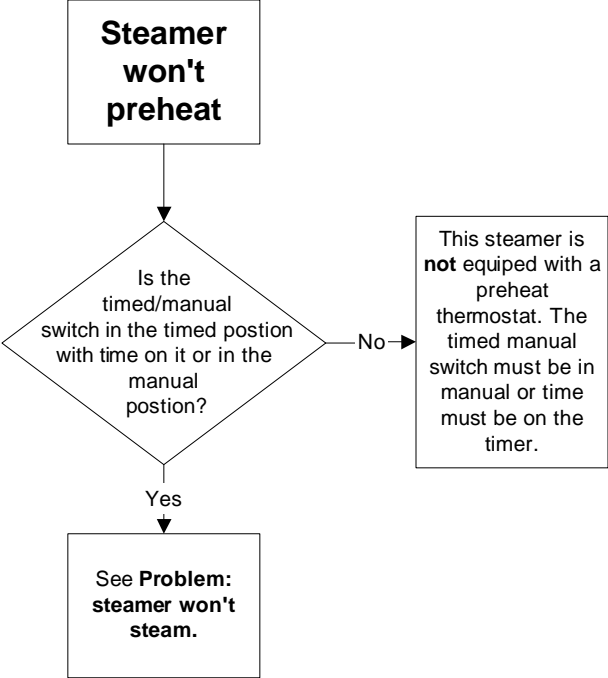 Steamer
won't
preheat
Is the
timed/manual
switch in the timed postion
with time on it or in the
manual
postion?
No
This steamer is
not equiped with a
preheat
thermostat. The
timed manual
switch must be in
manual or time
must be on the
timer.
Yes
See Problem:
steamer won't
steam.